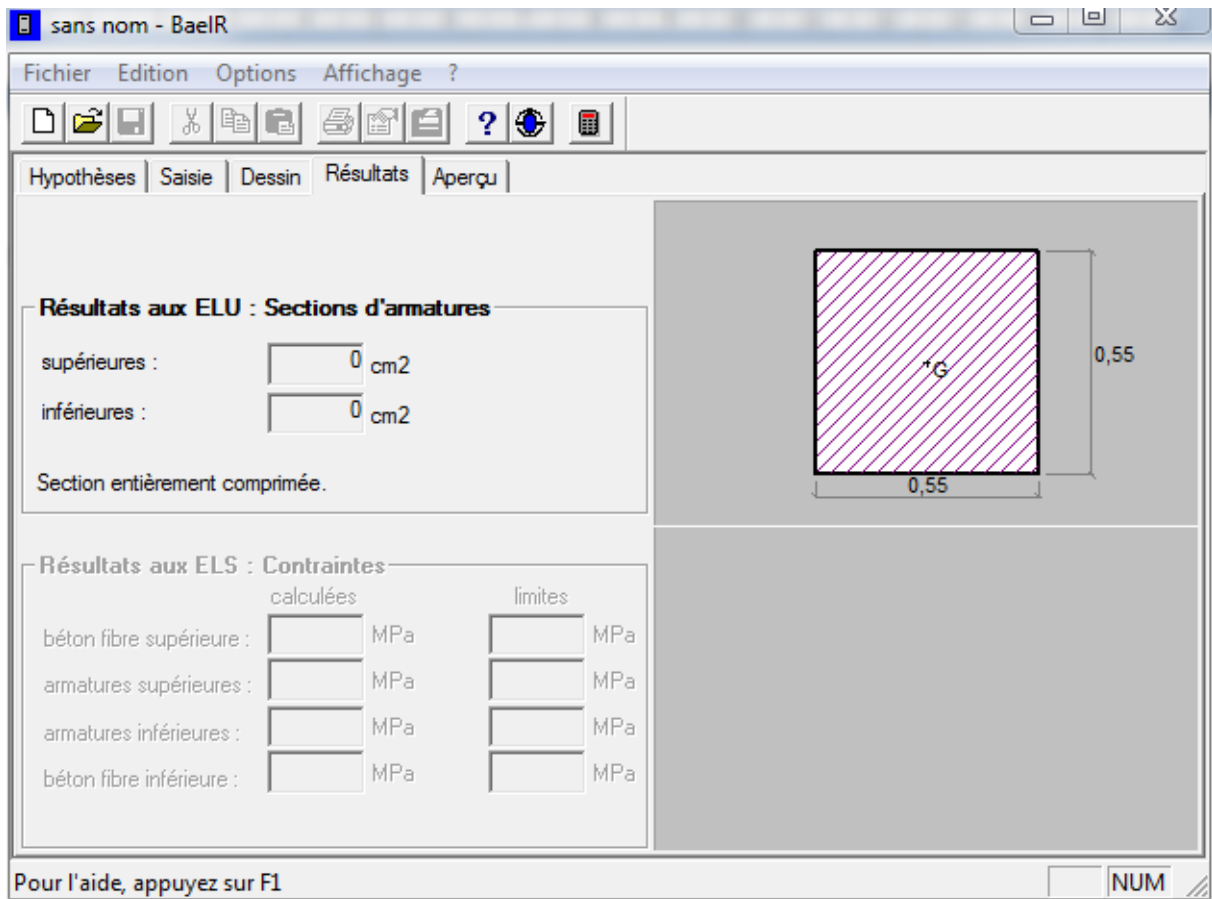 sans nom - BaelR
Fichier Edition Options Affichage ?
Hypothèses Saisie Dessin Résultats Aperçu
Résultats aux ELU : Sections d'armatures
supérieures : 0 cm2
inférieures : 0 cm2
Section entièrement comprimée.
G
0,55
0,55
Résultats aux ELS : Contraintes
calculées limites
béton fibre supérieure : MPa MPa
armatures supérieures : MPa MPa
armatures inférieures : MPa MPa
béton fibre inférieure : MPa MPa
Pour l'aide, appuyez sur F1
NUM